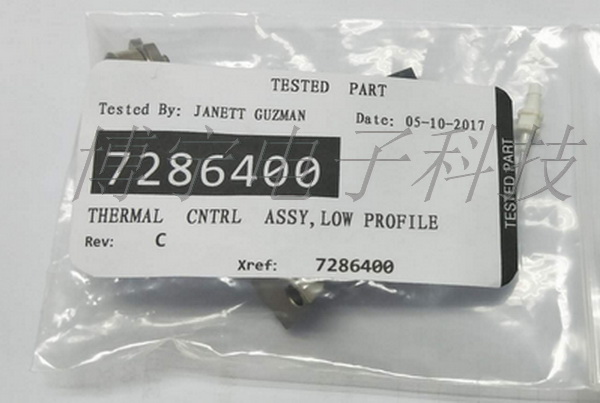 TESTED PART
Tested By: JANETT GUZMAN
Date: 05-10-2017
7286400
THERMAL CNTRL ASSY, LOW PROFILE
Rev: C
Xref: 7286400
TESTED PART
博宇电子科技